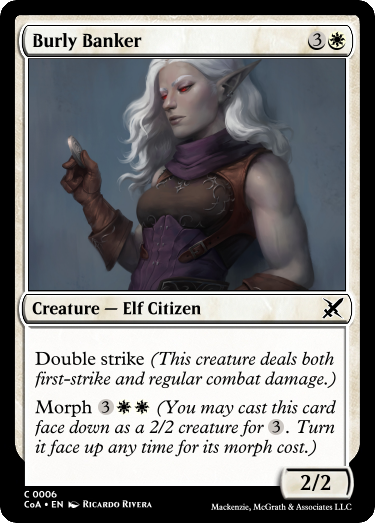 Burly Banker 3
Creature — Elf Citizen
Double strike (This creature deals both
first-strike and regular combat damage.)
Morph 3 (You may cast this card
face down as a 2/2 creature for 3. Turn
it face up any time for its morph cost.)
2/2
C 0006
CoA • EN Ricardo Rivera
Mackenzie, McGrath & Associates LLC